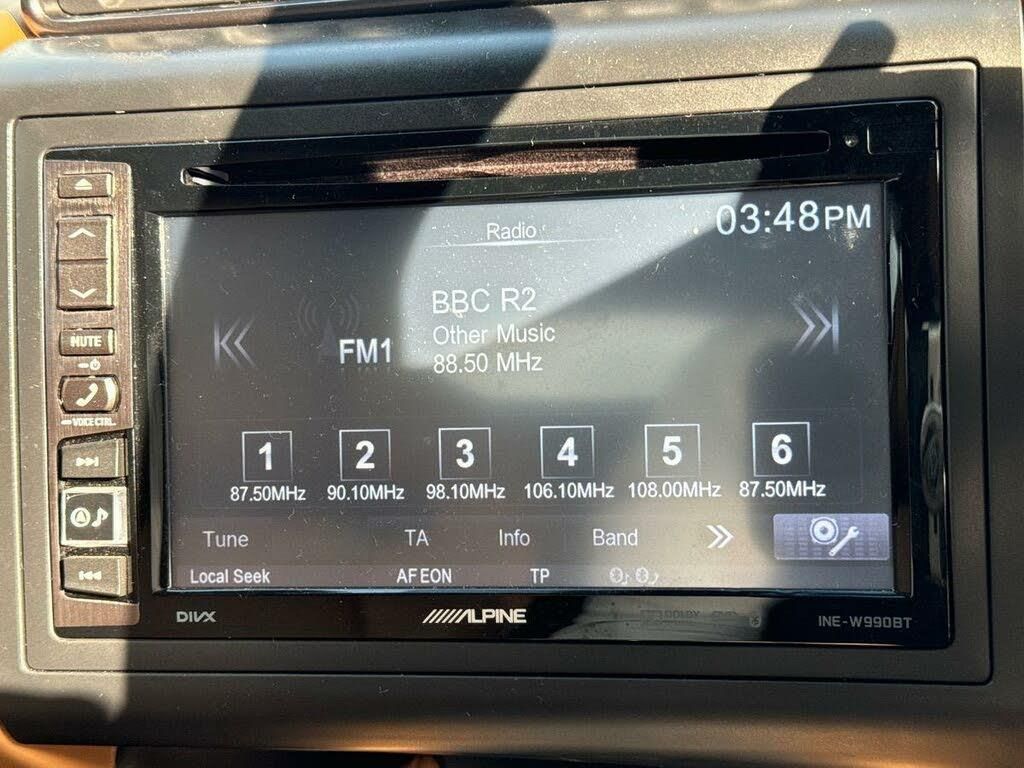 Radio
03:48PM
BBC R2
Other Music
FM1
88.50 MHz
MUTE
VOICE CTRL.
1 2 3 4 5 6
87.50MHz 90.10MHz 98.10MHz 106.10MHz 108.00MHz 87.50MHz
Tune TA Info Band
Local Seek AF EON TP
DIVX ALPINE DOLBY INE-W990BT